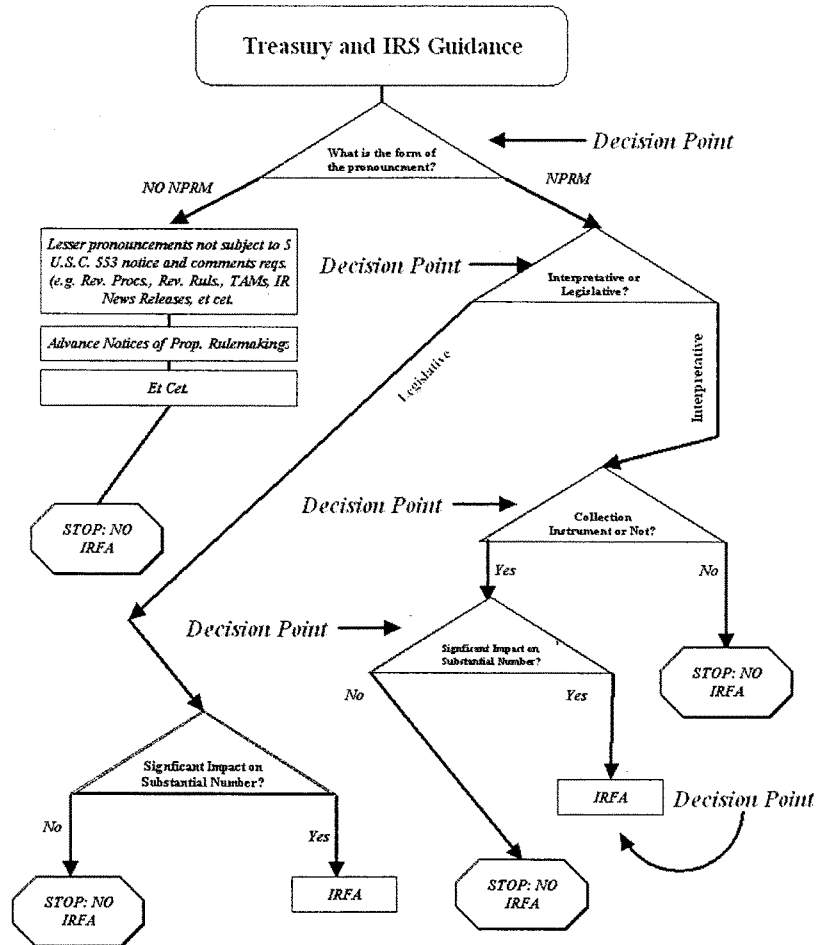 Treasury and IRS Guidance
What is the form of
the pronouncment?
Decision Point
NO NPRM
NPRM
Lesser pronouncements not subject to 5
U.S.C. 553 notice and comments reqs.
(e.g. Rev. Procs., Rev. Ruls., TAMs, IR
News Releases, et cet.
Advance Notices of Prop. Rulemakings
Et Cet.
STOP: NO
IRFA
Decision Point
Interpretative or
Legislative?
Legislative
Interpretative
Decision Point
Collection
Instrument or Not?
Yes
No
Decision Point
Signficant Impact on
Substantial Number?
STOP: NO
IRFA
No
Yes
Signficant Impact on
Substantial Number?
IRFA
Decision Point
No
Yes
STOP: NO
IRFA
IRFA
STOP: NO
IRFA